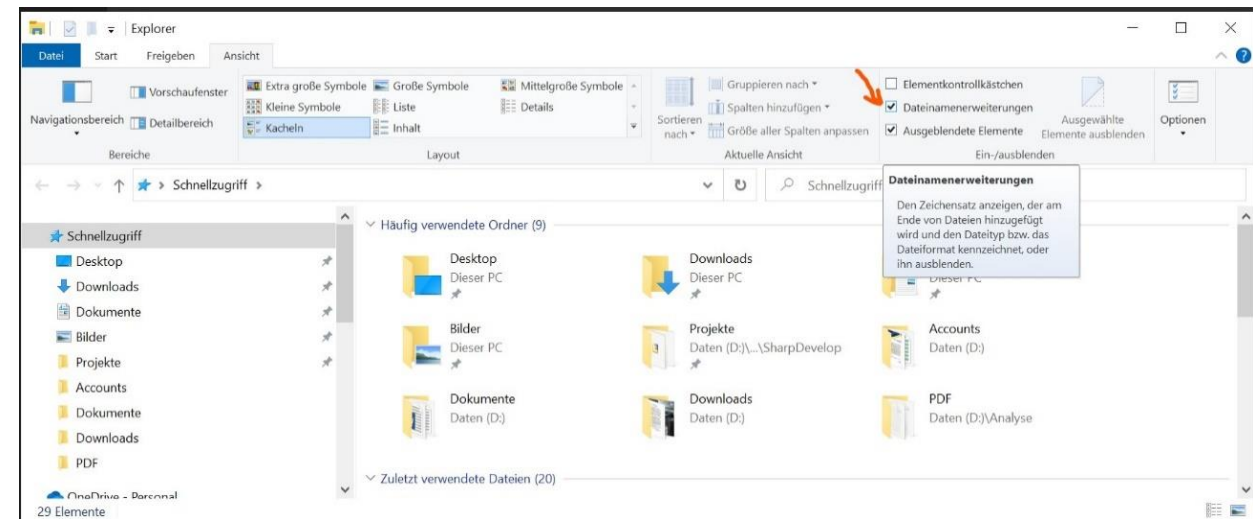 Explorer
Datei Start Freigeben Ansicht
Navigationsbereich
Vorschaufenster
Detailbereich
Bereiche
Extra große Symbole Große Symbole Mittelgroße Symbole
Kleine Symbole Liste Details
Kacheln Inhalt
Layout
Sortieren nach
Gruppieren nach
Spalten hinzufügen
Größe aller Spalten anpassen
Aktuelle Ansicht
Elementkontrollkästchen
Dateinamenerweiterungen
Ausgeblendete Elemente
Ausgewählte
Elemente ausblenden
Ein-/ausblenden
Optionen
Schnellzugriff
Schnellzugriff
Dateinamenerweiterungen
Den Zeichensatz anzeigen, der am
Ende von Dateien hinzugefügt
wird und den Dateityp bzw. das
Dateiformat kennzeichnet, oder
ihn ausblenden.
Schnellzugriff
Desktop
Downloads
Dokumente
Bilder
Projekte
Accounts
Dokumente
Downloads
PDF
OneDrive - Personal
Häufig verwendete Ordner (9)
Desktop
Dieser PC
Downloads
Dieser PC
Dieser PC
Bilder
Dieser PC
Projekte
Daten (D:)\...\SharpDevelop
Accounts
Daten (D:)
Dokumente
Daten (D:)
Downloads
Daten (D:)
PDF
Daten (D:)\Analyse
Zuletzt verwendete Dateien (20)
29 Elemente